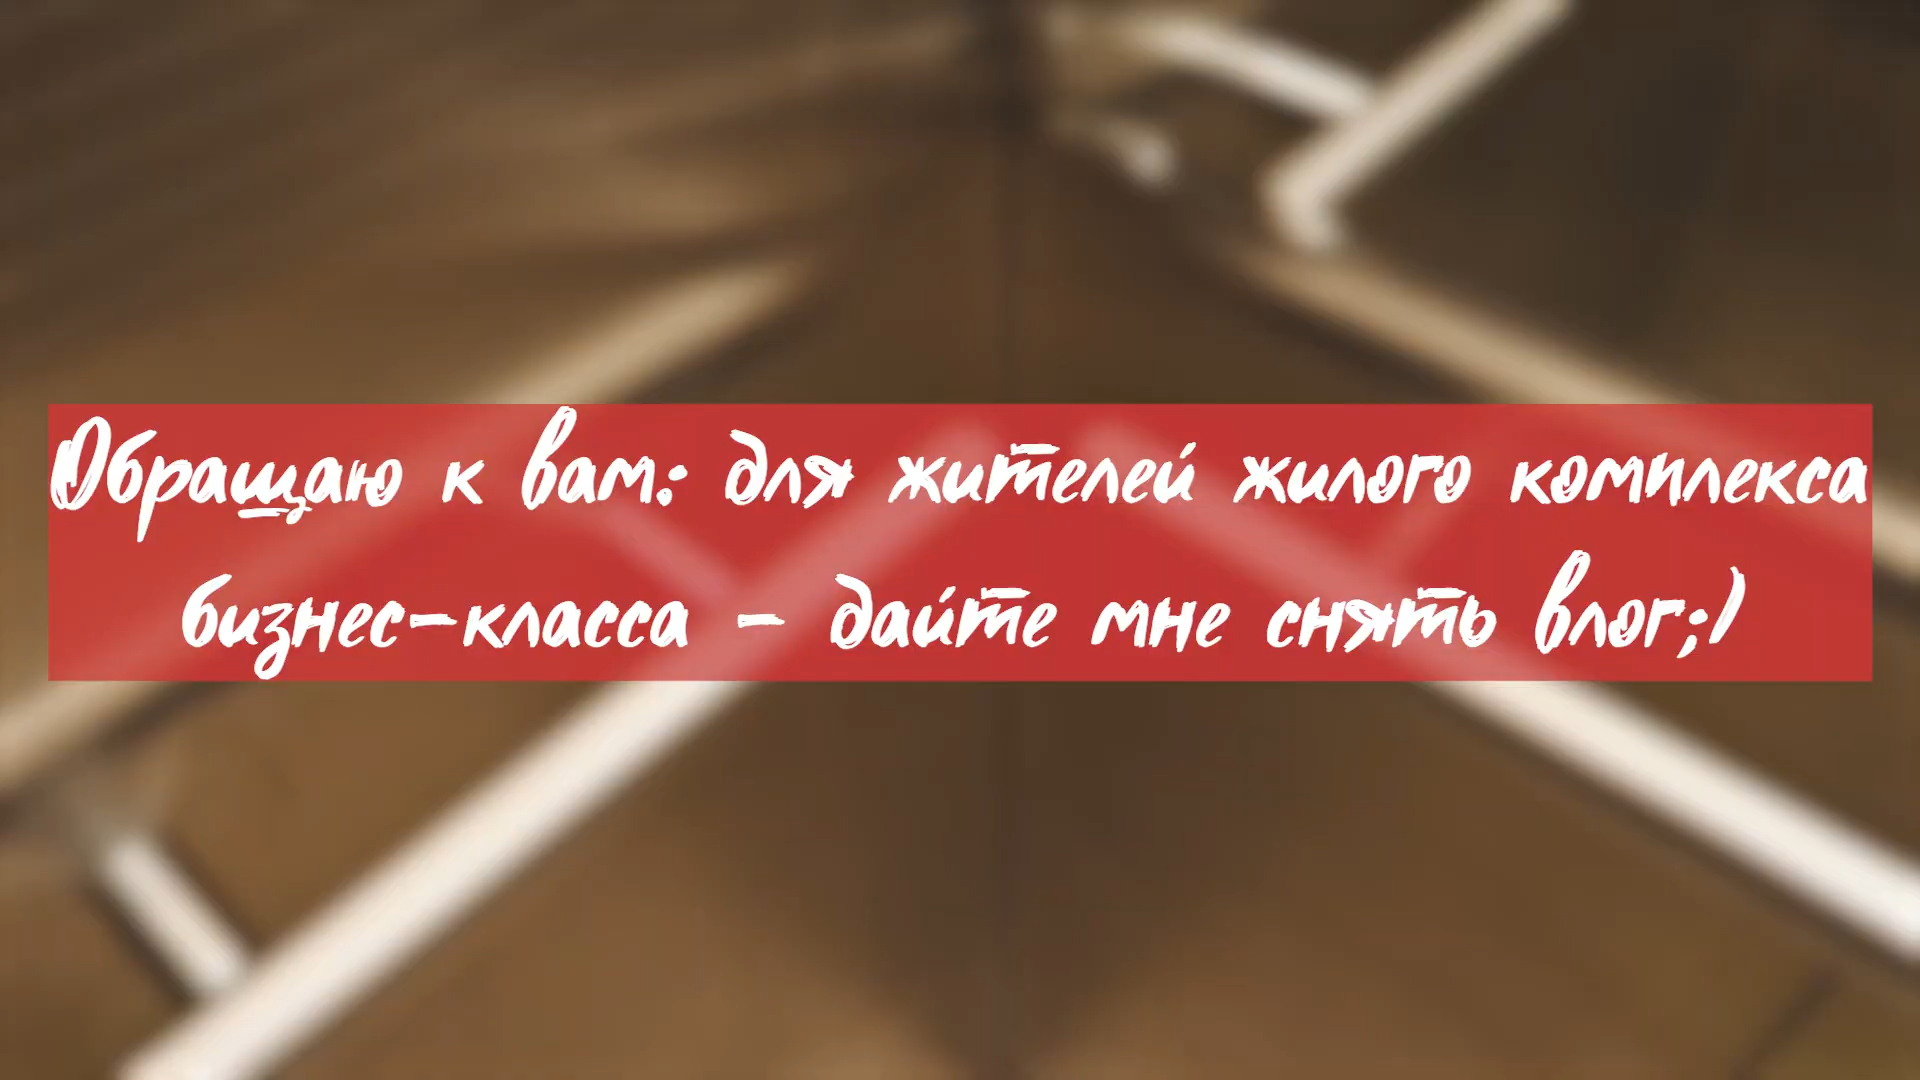 Обращаю к вам: для жителей жилого комплекса
бизнес-класса - дайте мне снять влог;)